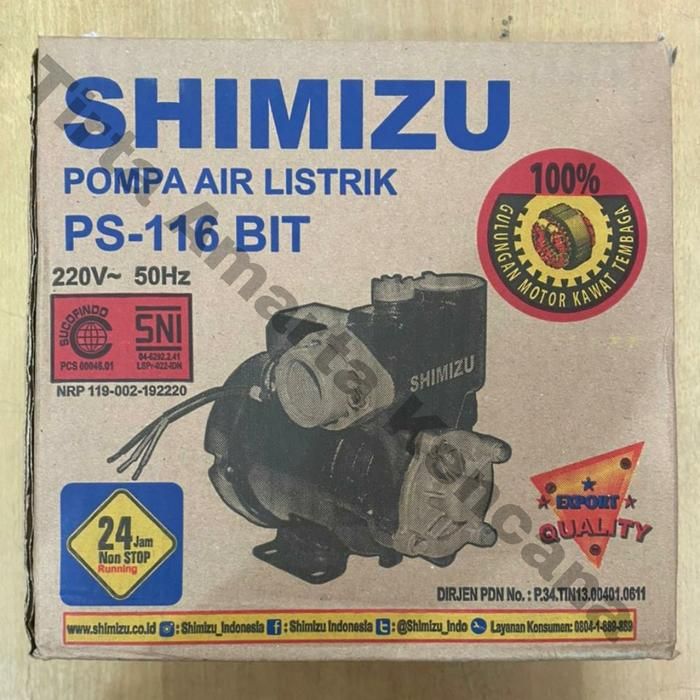 SHIMIZU
POMPA AIR LISTRIK
PS-116 BIT
220V~ 50Hz
100%
GULUNGAN MOTOR KAWAT TEMBAGA
SUCOFINDO
PCS 00046.01
SNI
04-6292.2.41
LSPr-022-IDN
NRP 119-002-192220
SHIMIZU
24 Jam
Non STOP
Running
EXPORT
QUALITY
DIRJEN PDN No. : P.34.TIN13.00401.0611
www.shimizu.co.id : Shimizu_Indonesia f : Shimizu Indonesia t : @Shimizu_Indo Layanan Konsumen: 0804-1-889-889
Tirta Amarta Kencana